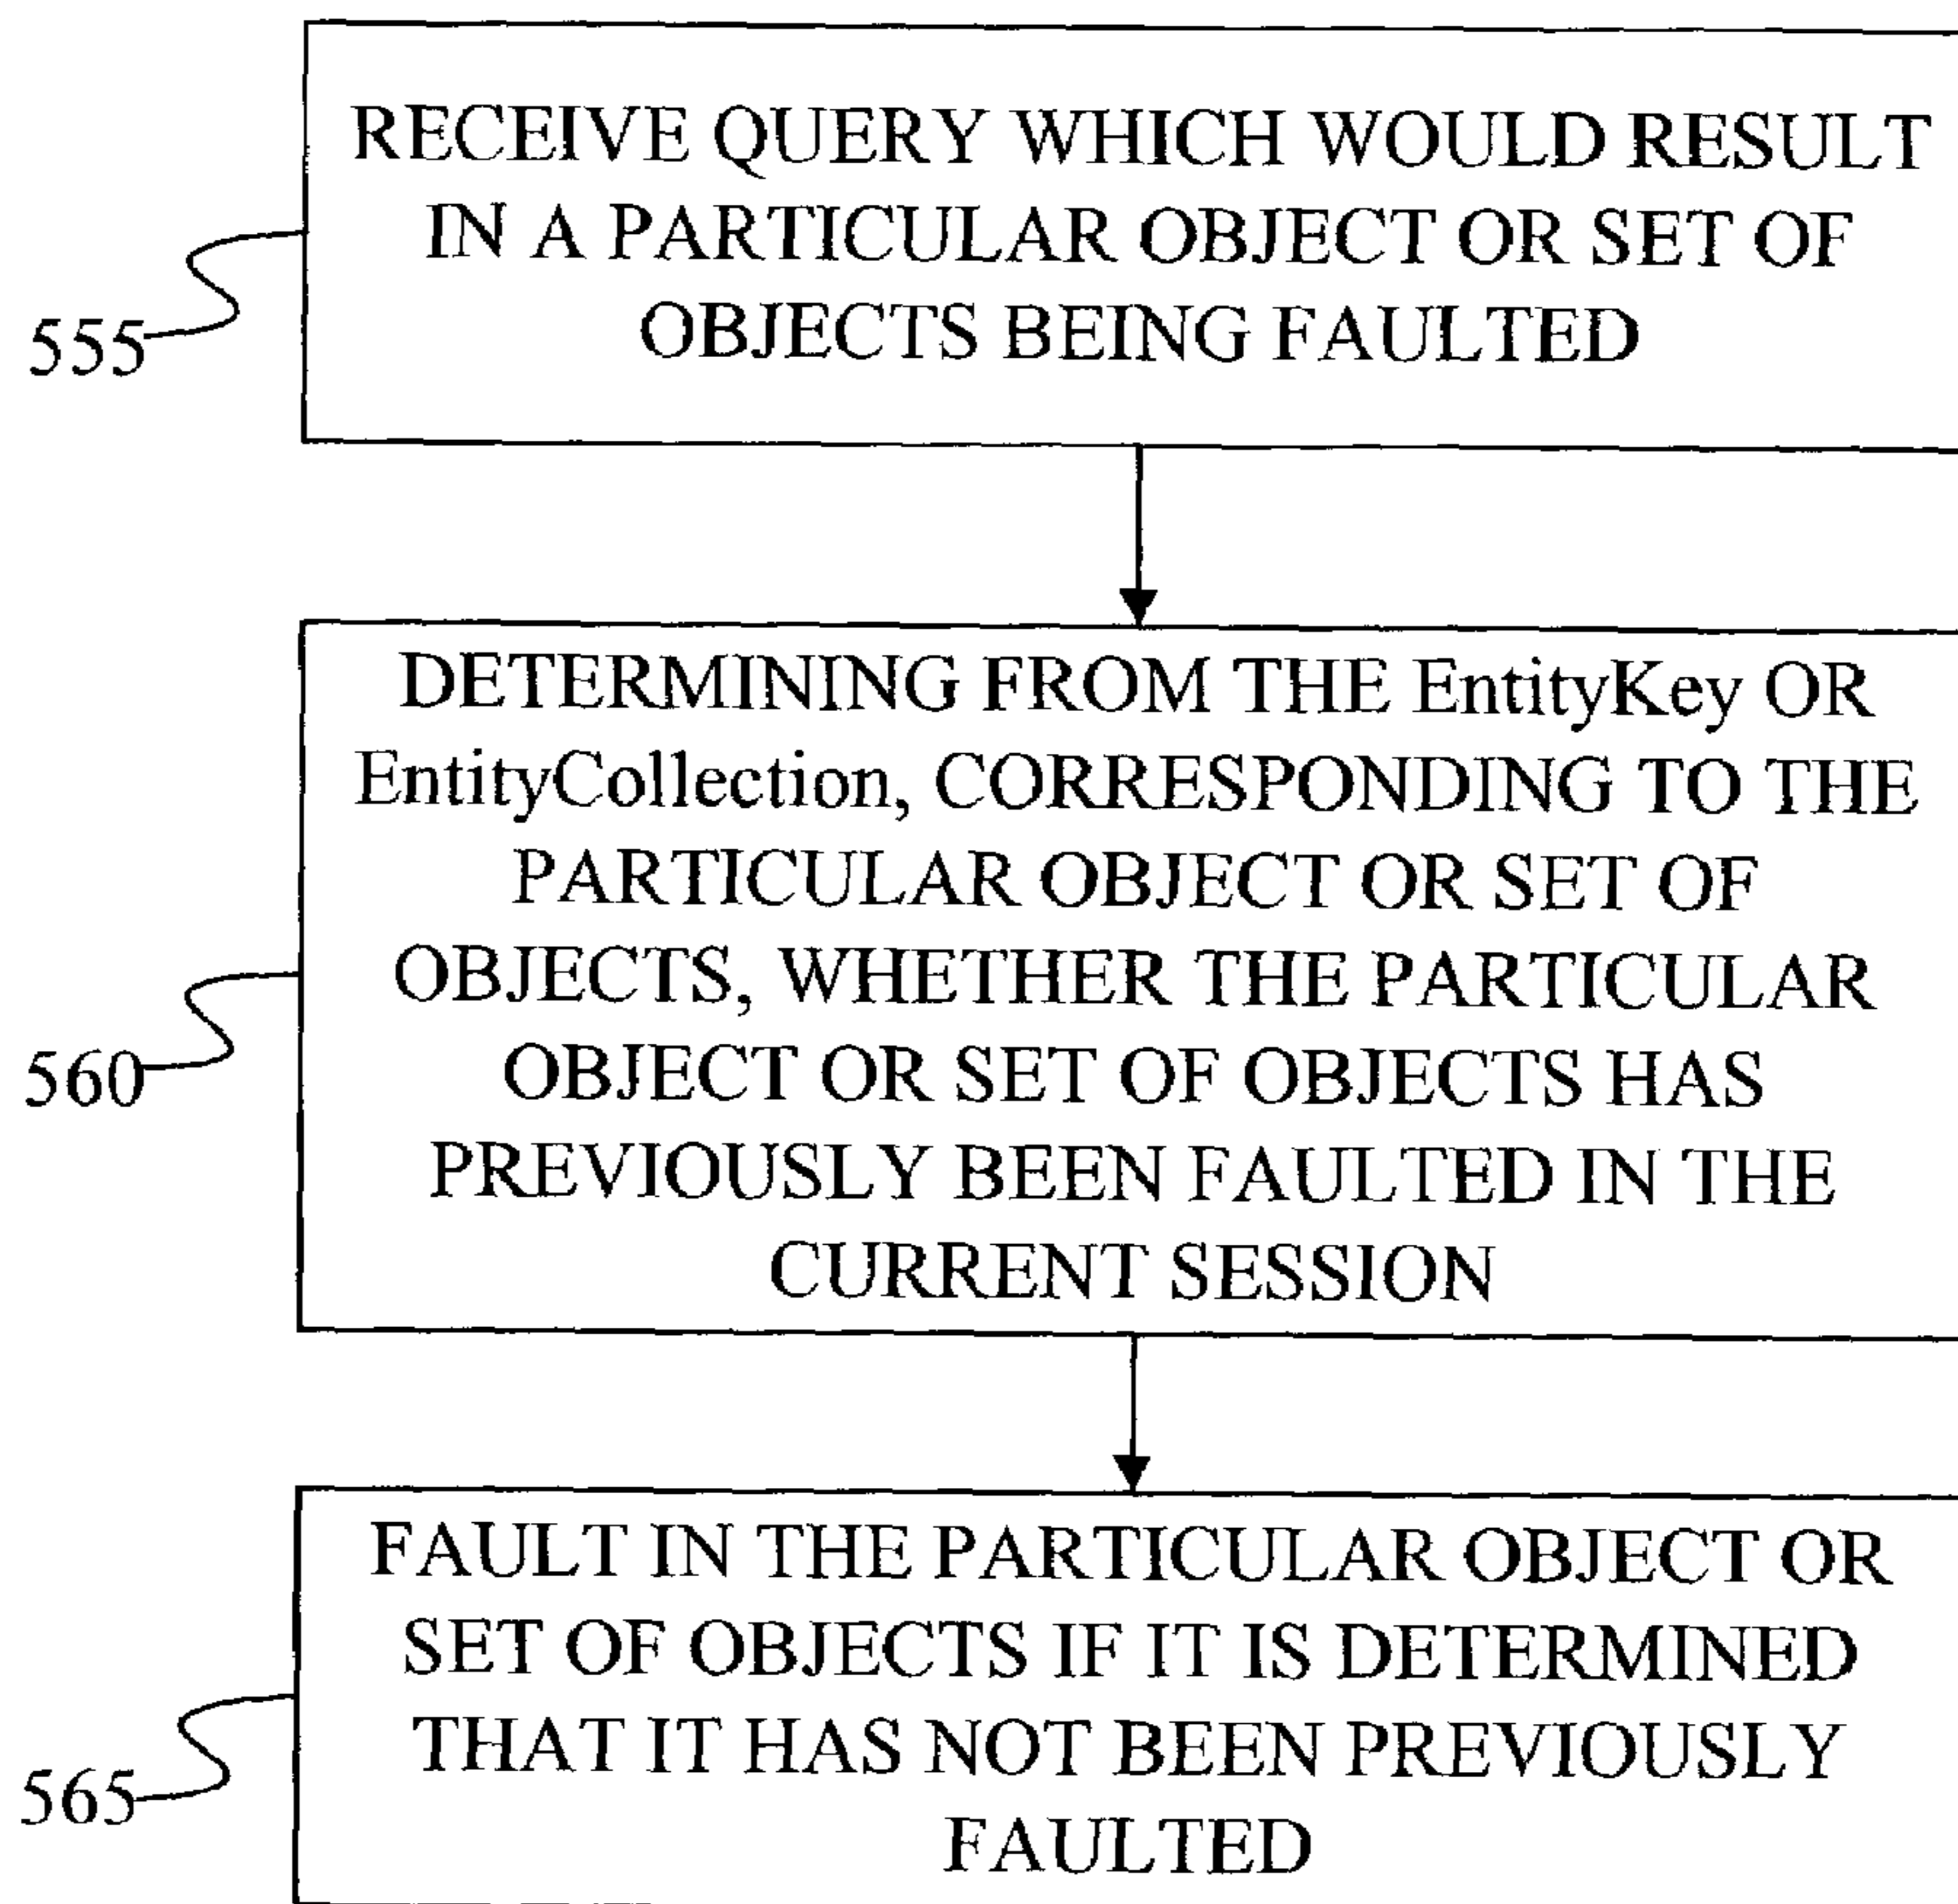 RECEIVE QUERY WHICH WOULD RESULT
IN A PARTICULAR OBJECT OR SET OF
OBJECTS BEING FAULTED
555
DETERMINING FROM THE EntityKey OR
EntityCollection, CORRESPONDING TO THE
PARTICULAR OBJECT OR SET OF
OBJECTS, WHETHER THE PARTICULAR
OBJECT OR SET OF OBJECTS HAS
PREVIOUSLY BEEN FAULTED IN THE
CURRENT SESSION
560
FAULT IN THE PARTICULAR OBJECT OR
SET OF OBJECTS IF IT IS DETERMINED
THAT IT HAS NOT BEEN PREVIOUSLY
FAULTED
565